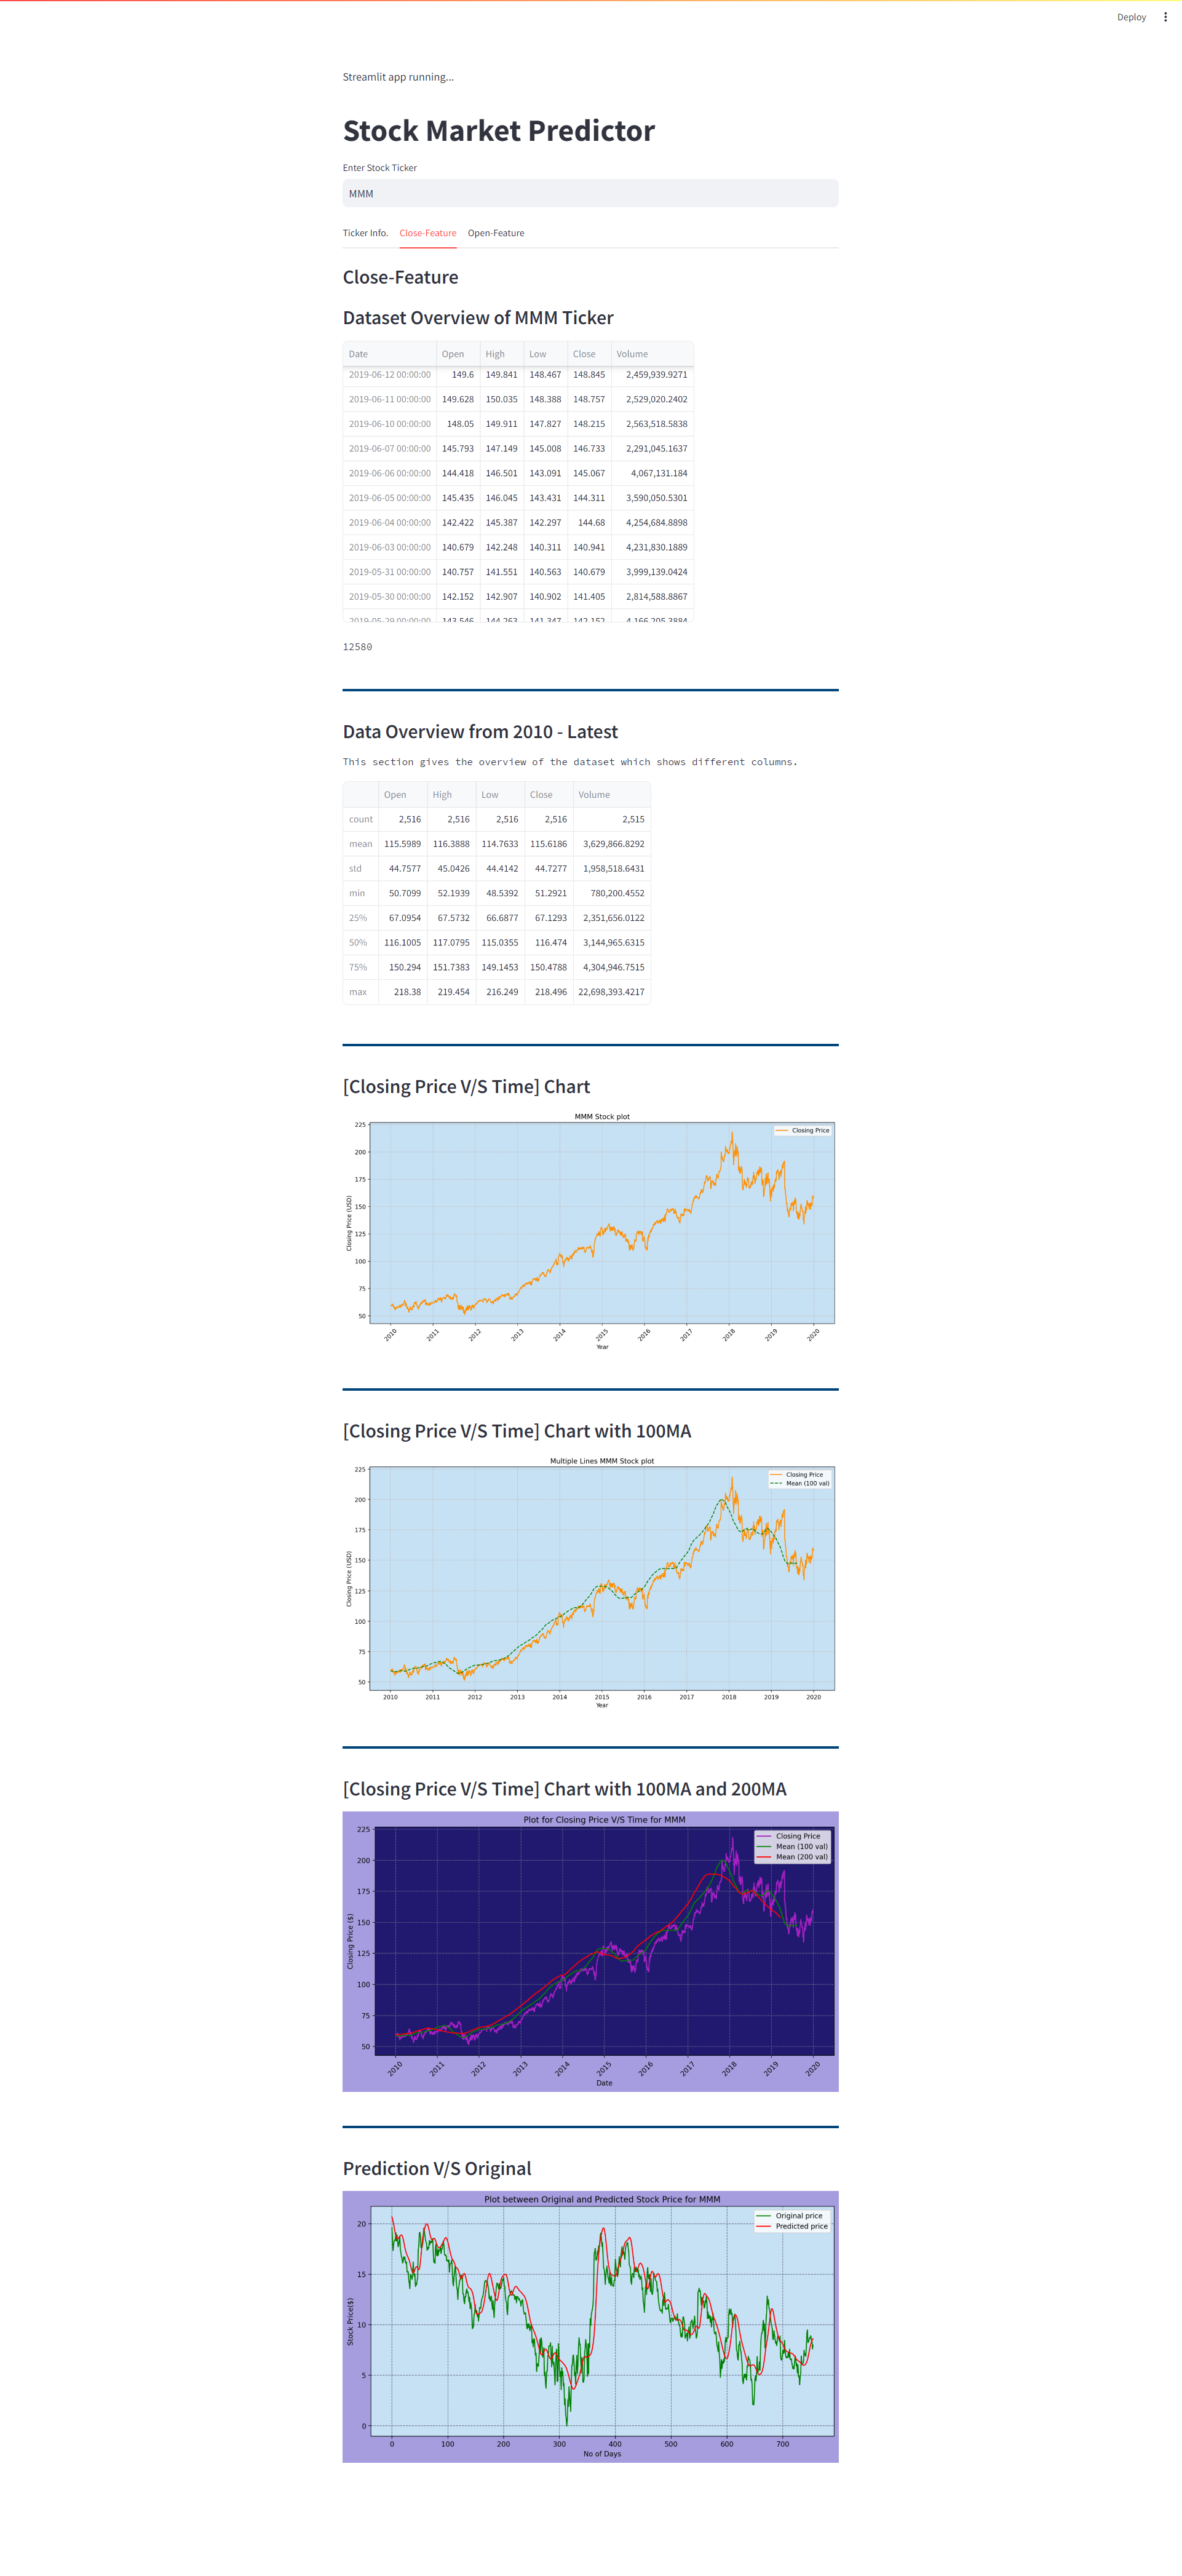 Deploy
Streamlit app running...
Stock Market Predictor
Enter Stock Ticker
MMM
Ticker Info. Close-Feature Open-Feature
Close-Feature
Dataset Overview of MMM Ticker
Date Open High Low Close Volume
2019-06-12 00:00:00 149.6 149.841 148.467 148.845 2,459,939.9271
2019-06-11 00:00:00 149.628 150.035 148.388 148.757 2,529,020.2402
2019-06-10 00:00:00 148.05 149.911 147.827 148.215 2,563,518.5838
2019-06-07 00:00:00 145.793 147.149 145.008 146.733 2,291,045.1637
2019-06-06 00:00:00 144.418 146.501 143.091 145.067 4,067,131.184
2019-06-05 00:00:00 145.435 146.045 143.431 144.311 3,590,050.5301
2019-06-04 00:00:00 142.422 145.387 142.297 144.68 4,254,684.8898
2019-06-03 00:00:00 140.679 142.248 140.311 140.941 4,231,830.1889
2019-05-31 00:00:00 140.757 141.551 140.563 140.679 3,999,139.0424
2019-05-30 00:00:00 142.152 142.907 140.902 141.405 2,814,588.8867
2019-05-29 00:00:00 143.546 144.263 141.347 142.152 4,166,205.3884
12580
Data Overview from 2010 - Latest
This section gives the overview of the dataset which shows different columns.
Open High Low Close Volume
count 2,516 2,516 2,516 2,516 2,515
mean 115.5989 116.3888 114.7633 115.6186 3,629,866.8292
std 44.7577 45.0426 44.4142 44.7277 1,958,518.6431
min 50.7099 52.1939 48.5392 51.2921 780,200.4552
25% 67.0954 67.5732 66.6877 67.1293 2,351,656.0122
50% 116.1005 117.0795 115.0355 116.474 3,144,965.6315
75% 150.294 151.7383 149.1453 150.4788 4,304,946.7515
max 218.38 219.454 216.249 218.496 22,698,393.4217
[Closing Price V/S Time] Chart
MMM Stock plot
Closing Price
225
200
175
150
125
100
75
50
Closing Price (USD)
2010 2011 2012 2013 2014 2015 2016 2017 2018 2019 2020
Year
[Closing Price V/S Time] Chart with 100MA
Multiple Lines MMM Stock plot
Closing Price
Mean (100 val)
225
200
175
150
125
100
75
50
Closing Price (USD)
2010 2011 2012 2013 2014 2015 2016 2017 2018 2019 2020
Year
[Closing Price V/S Time] Chart with 100MA and 200MA
Plot for Closing Price V/S Time for MMM
Closing Price
Mean (100 val)
Mean (200 val)
225
200
175
150
125
100
75
50
Closing Price ($)
2010 2011 2012 2013 2014 2015 2016 2017 2018 2019 2020
Date
Prediction V/S Original
Plot between Original and Predicted Stock Price for MMM
Original price
Predicted price
20
15
10
5
0
Stock Price($)
0 100 200 300 400 500 600 700
No of Days